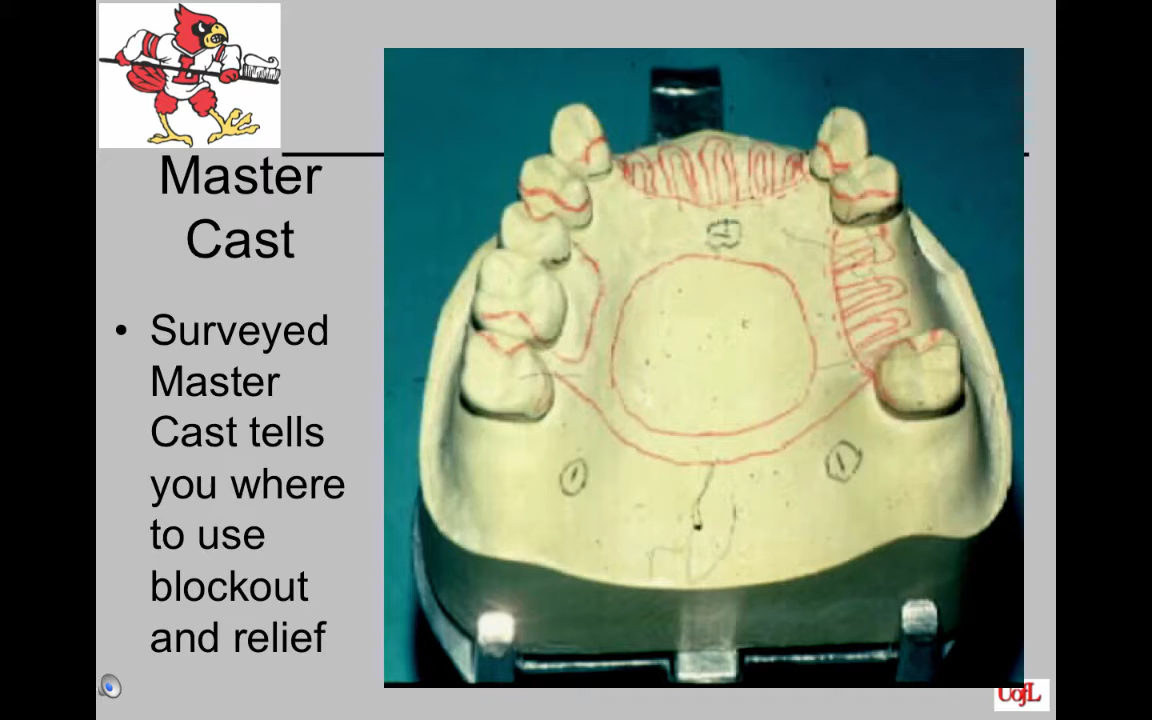 Master
Cast
• Surveyed
Master
Cast tells
you where
to use
blockout
and relief
UofL